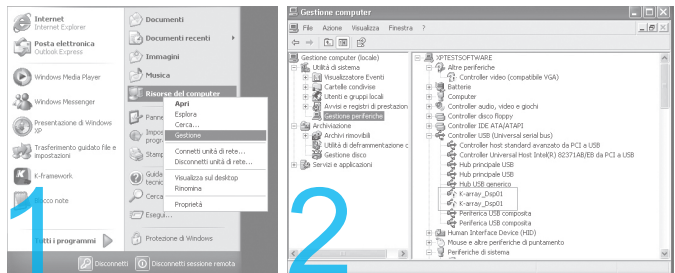 Internet
Internet Explorer
Posta elettronica
Outlook Express
Windows Media Player
Windows Messenger
Presentazione di Windows
XP
Trasferimento guidato file e
impostazioni
K-framework
Blocco note
Tutti i programmi
Documenti
Documenti recenti
Immagini
Musica
Risorse del computer
Panne
Impos
progr
Stamp
Guida
tecnic
Cerca
Esegui...
Protezione di Windows
Apri
Esplora
Cerca...
Gestione
Connetti unità di rete...
Disconnetti unità di rete...
Visualizza sul desktop
Rinomina
Proprietà
Disconnetti
Disconnetti sessione remota
1
Gestione computer
File Azione Visualizza Finestra ?
Gestione computer (locale)
Utilità di sistema
Visualizzatore Eventi
Cartelle condivise
Utenti e gruppi locali
Avvisi e registri di prestazion
Gestione periferiche
Archiviazione
Archivi rimovibili
Utilità di deframmentazione c
Gestione disco
Servizi e applicazioni
XPTESTSOFTWARE
Altre periferiche
Controller video (compatibile VGA)
Batterie
Computer
Controller audio, video e giochi
Controller disco floppy
Controller IDE ATA/ATAPI
Controller USB (Universal serial bus)
Controller host standard avanzato da PCI a USB
Controller Universal Host Intel(R) 82371AB/EB da PCI a USB
Hub principale USB
Hub principale USB
Hub USB generico
K-array_Dsp01
K-array_Dsp01
Periferica USB composita
Periferica USB composita
Human Interface Device (HID)
Mouse e altre periferiche di puntamento
Periferiche di sistema
2